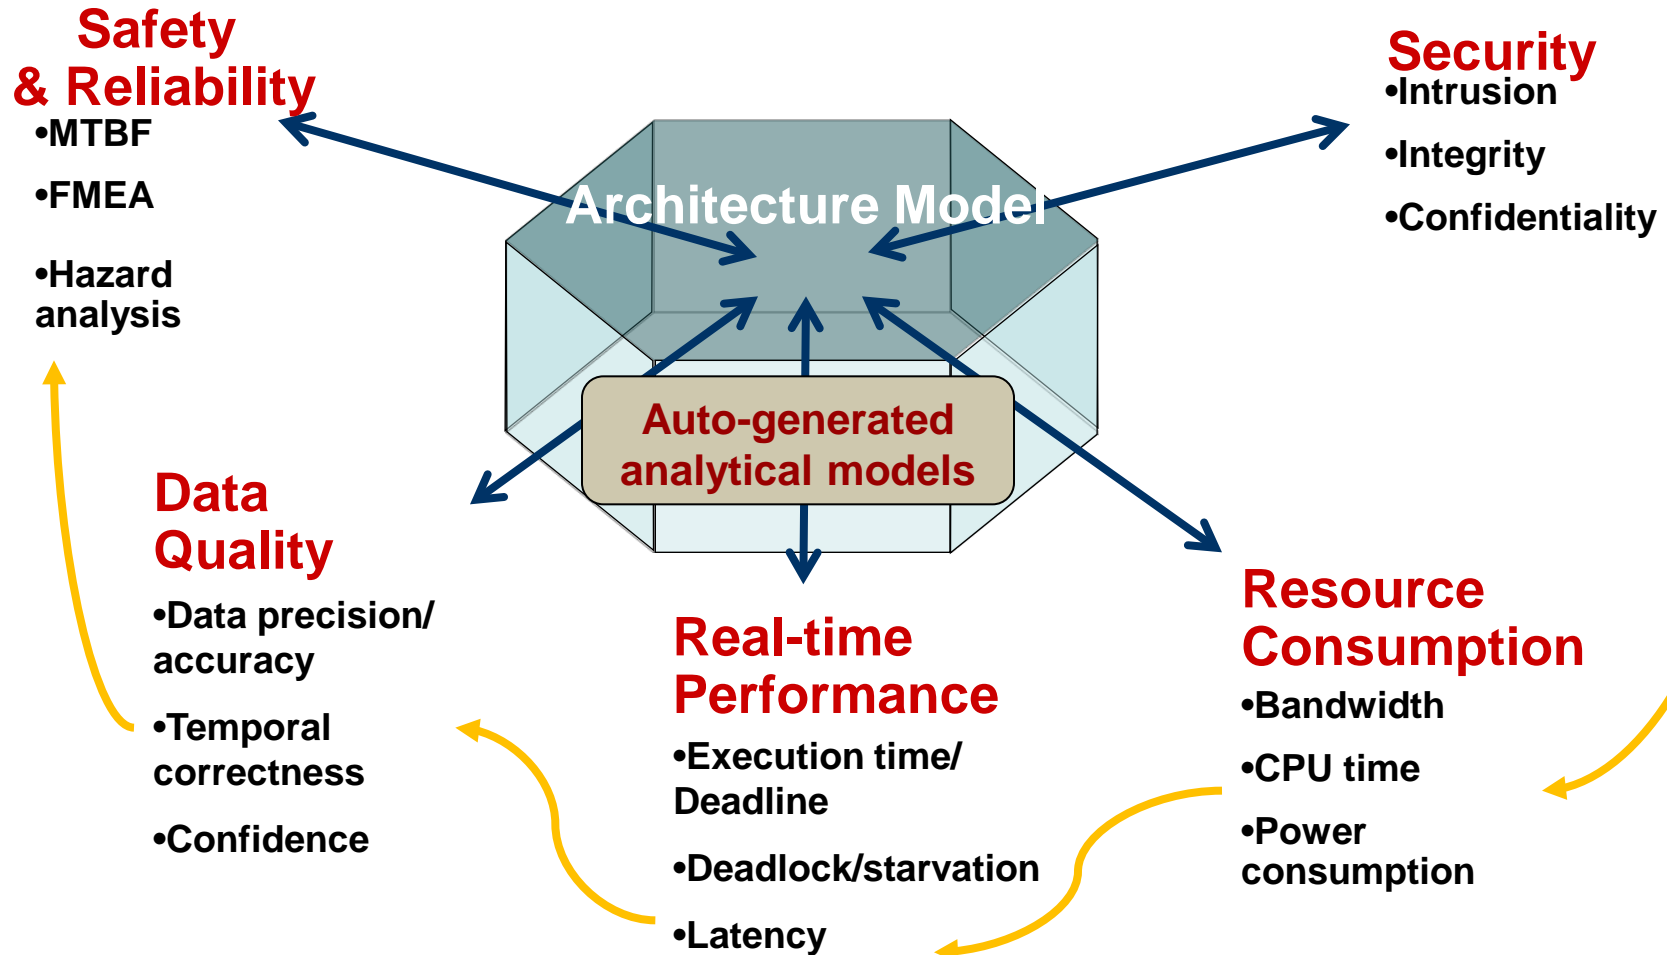 Safety
& Reliability
•MTBF
•FMEA
•Hazard
analysis
Security
•Intrusion
•Integrity
•Confidentiality
Architecture Model
Auto-generated
analytical models
Data
Quality
•Data precision/
accuracy
•Temporal
correctness
•Confidence
Real-time
Performance
•Execution time/
Deadline
•Deadlock/starvation
•Latency
Resource
Consumption
•Bandwidth
•CPU time
•Power
consumption